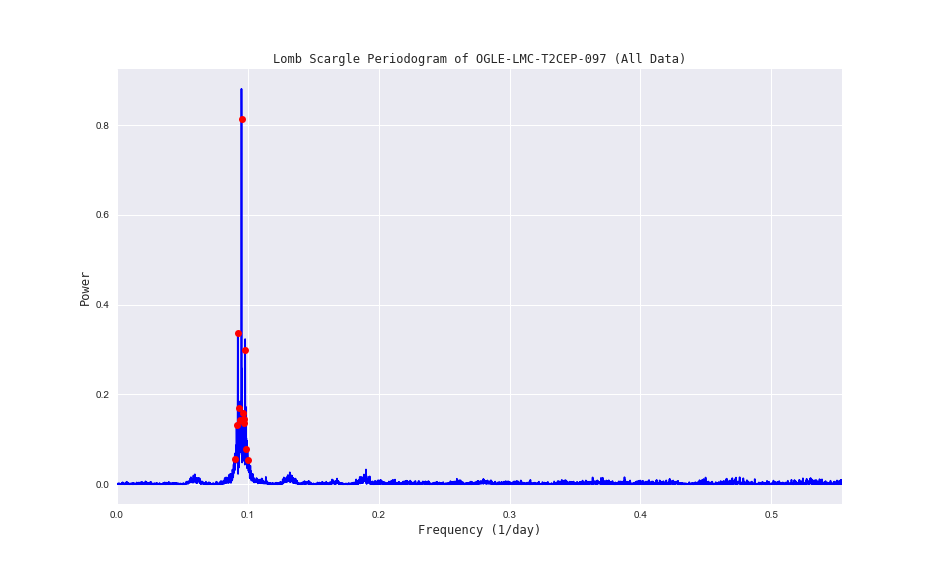 Lomb Scargle Periodogram of OGLE-LMC-T2CEP-097 (All Data)
0.8
0.6
0.4
0.2
0.0
Power
0.0 0.1 0.2 0.3 0.4 0.5
Frequency (1/day)